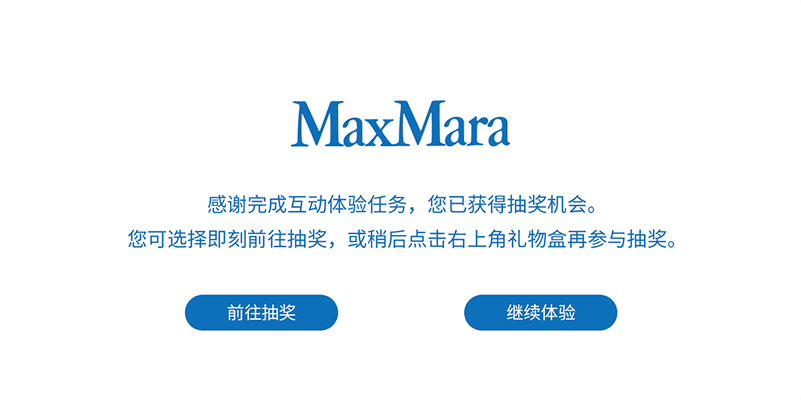 MaxMara
感谢完成互动体验任务，您已获得抽奖机会。
您可选择即刻前往抽奖，或稍后点击右上角礼物盒再参与抽奖。
前往抽奖
继续体验